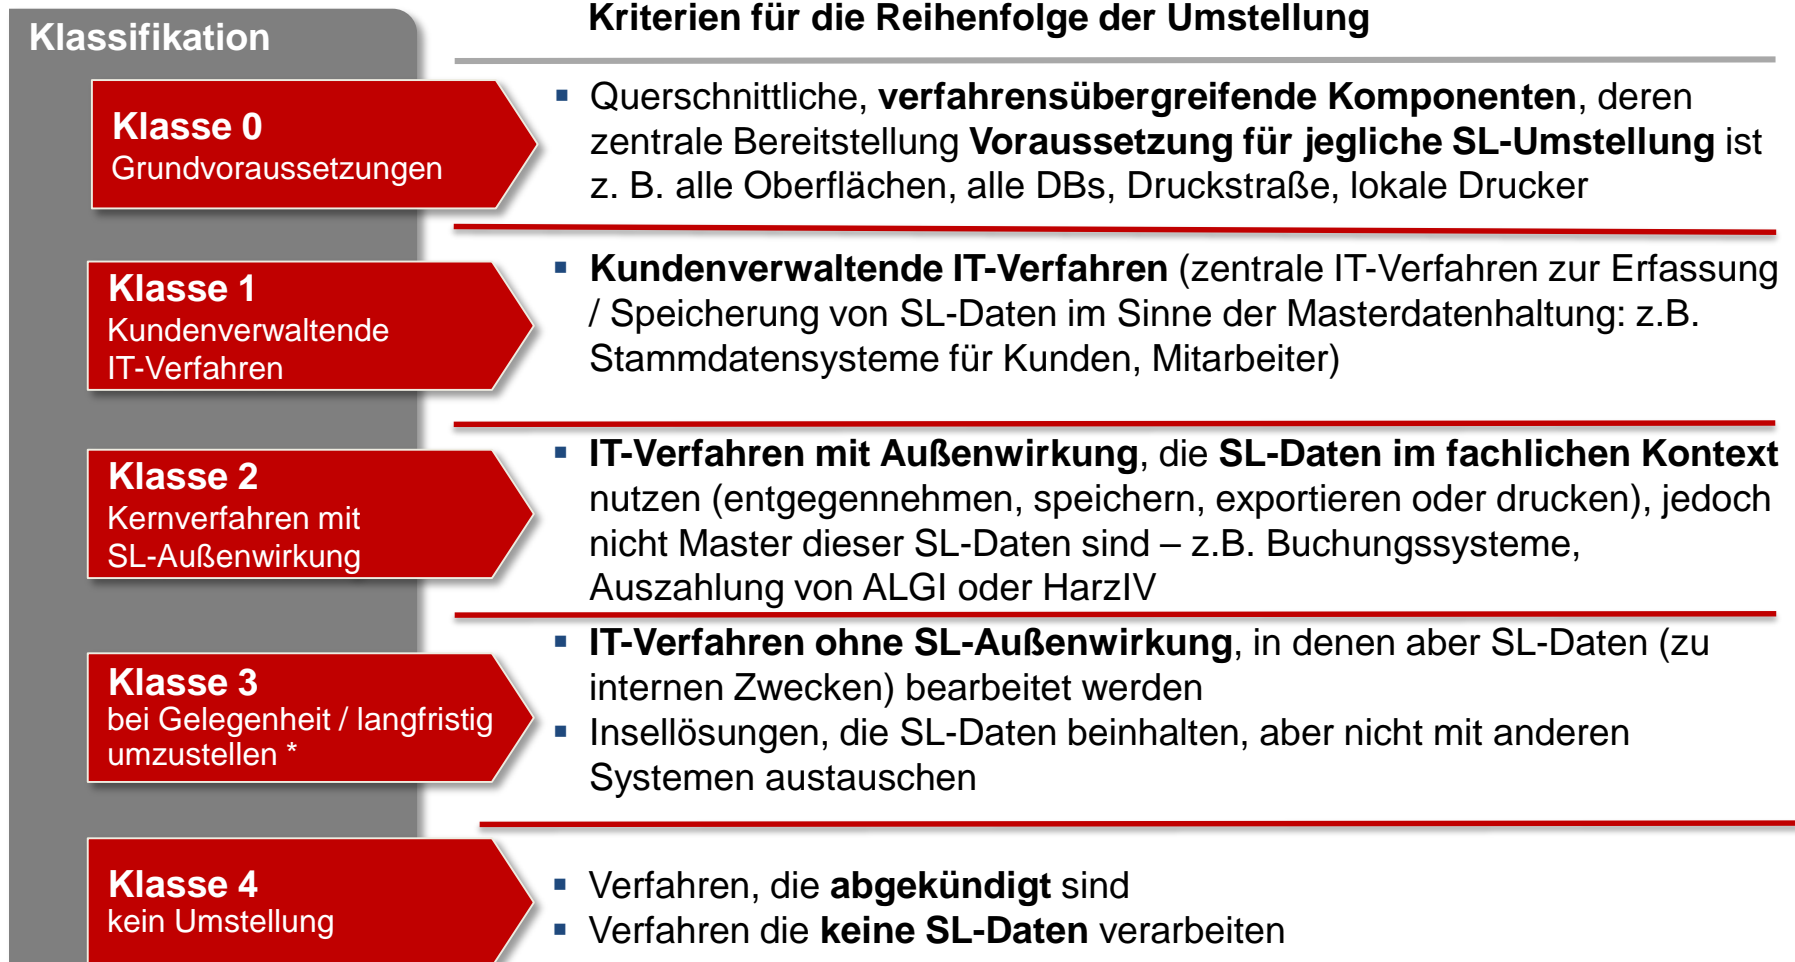 Klassifikation
Kriterien für die Reihenfolge der Umstellung
Klasse 0
Grundvoraussetzungen
▪ Querschnittliche, verfahrensübergreifende Komponenten, deren
zentrale Bereitstellung Voraussetzung für jegliche SL-Umstellung ist
z. B. alle Oberflächen, alle DBs, Druckstraße, lokale Drucker
Klasse 1
Kundenverwaltende
IT-Verfahren
▪ Kundenverwaltende IT-Verfahren (zentrale IT-Verfahren zur Erfassung
/ Speicherung von SL-Daten im Sinne der Masterdatenhaltung: z.B.
Stammdatensysteme für Kunden, Mitarbeiter)
Klasse 2
Kernverfahren mit
SL-Außenwirkung
▪ IT-Verfahren mit Außenwirkung, die SL-Daten im fachlichen Kontext
nutzen (entgegennehmen, speichern, exportieren oder drucken), jedoch
nicht Master dieser SL-Daten sind – z.B. Buchungssysteme,
Auszahlung von ALGI oder HarzIV
Klasse 3
bei Gelegenheit / langfristig
umzustellen *
▪ IT-Verfahren ohne SL-Außenwirkung, in denen aber SL-Daten (zu
internen Zwecken) bearbeitet werden
▪ Insellösungen, die SL-Daten beinhalten, aber nicht mit anderen
Systemen austauschen
Klasse 4
kein Umstellung
▪ Verfahren, die abgekündigt sind
▪ Verfahren die keine SL-Daten verarbeiten